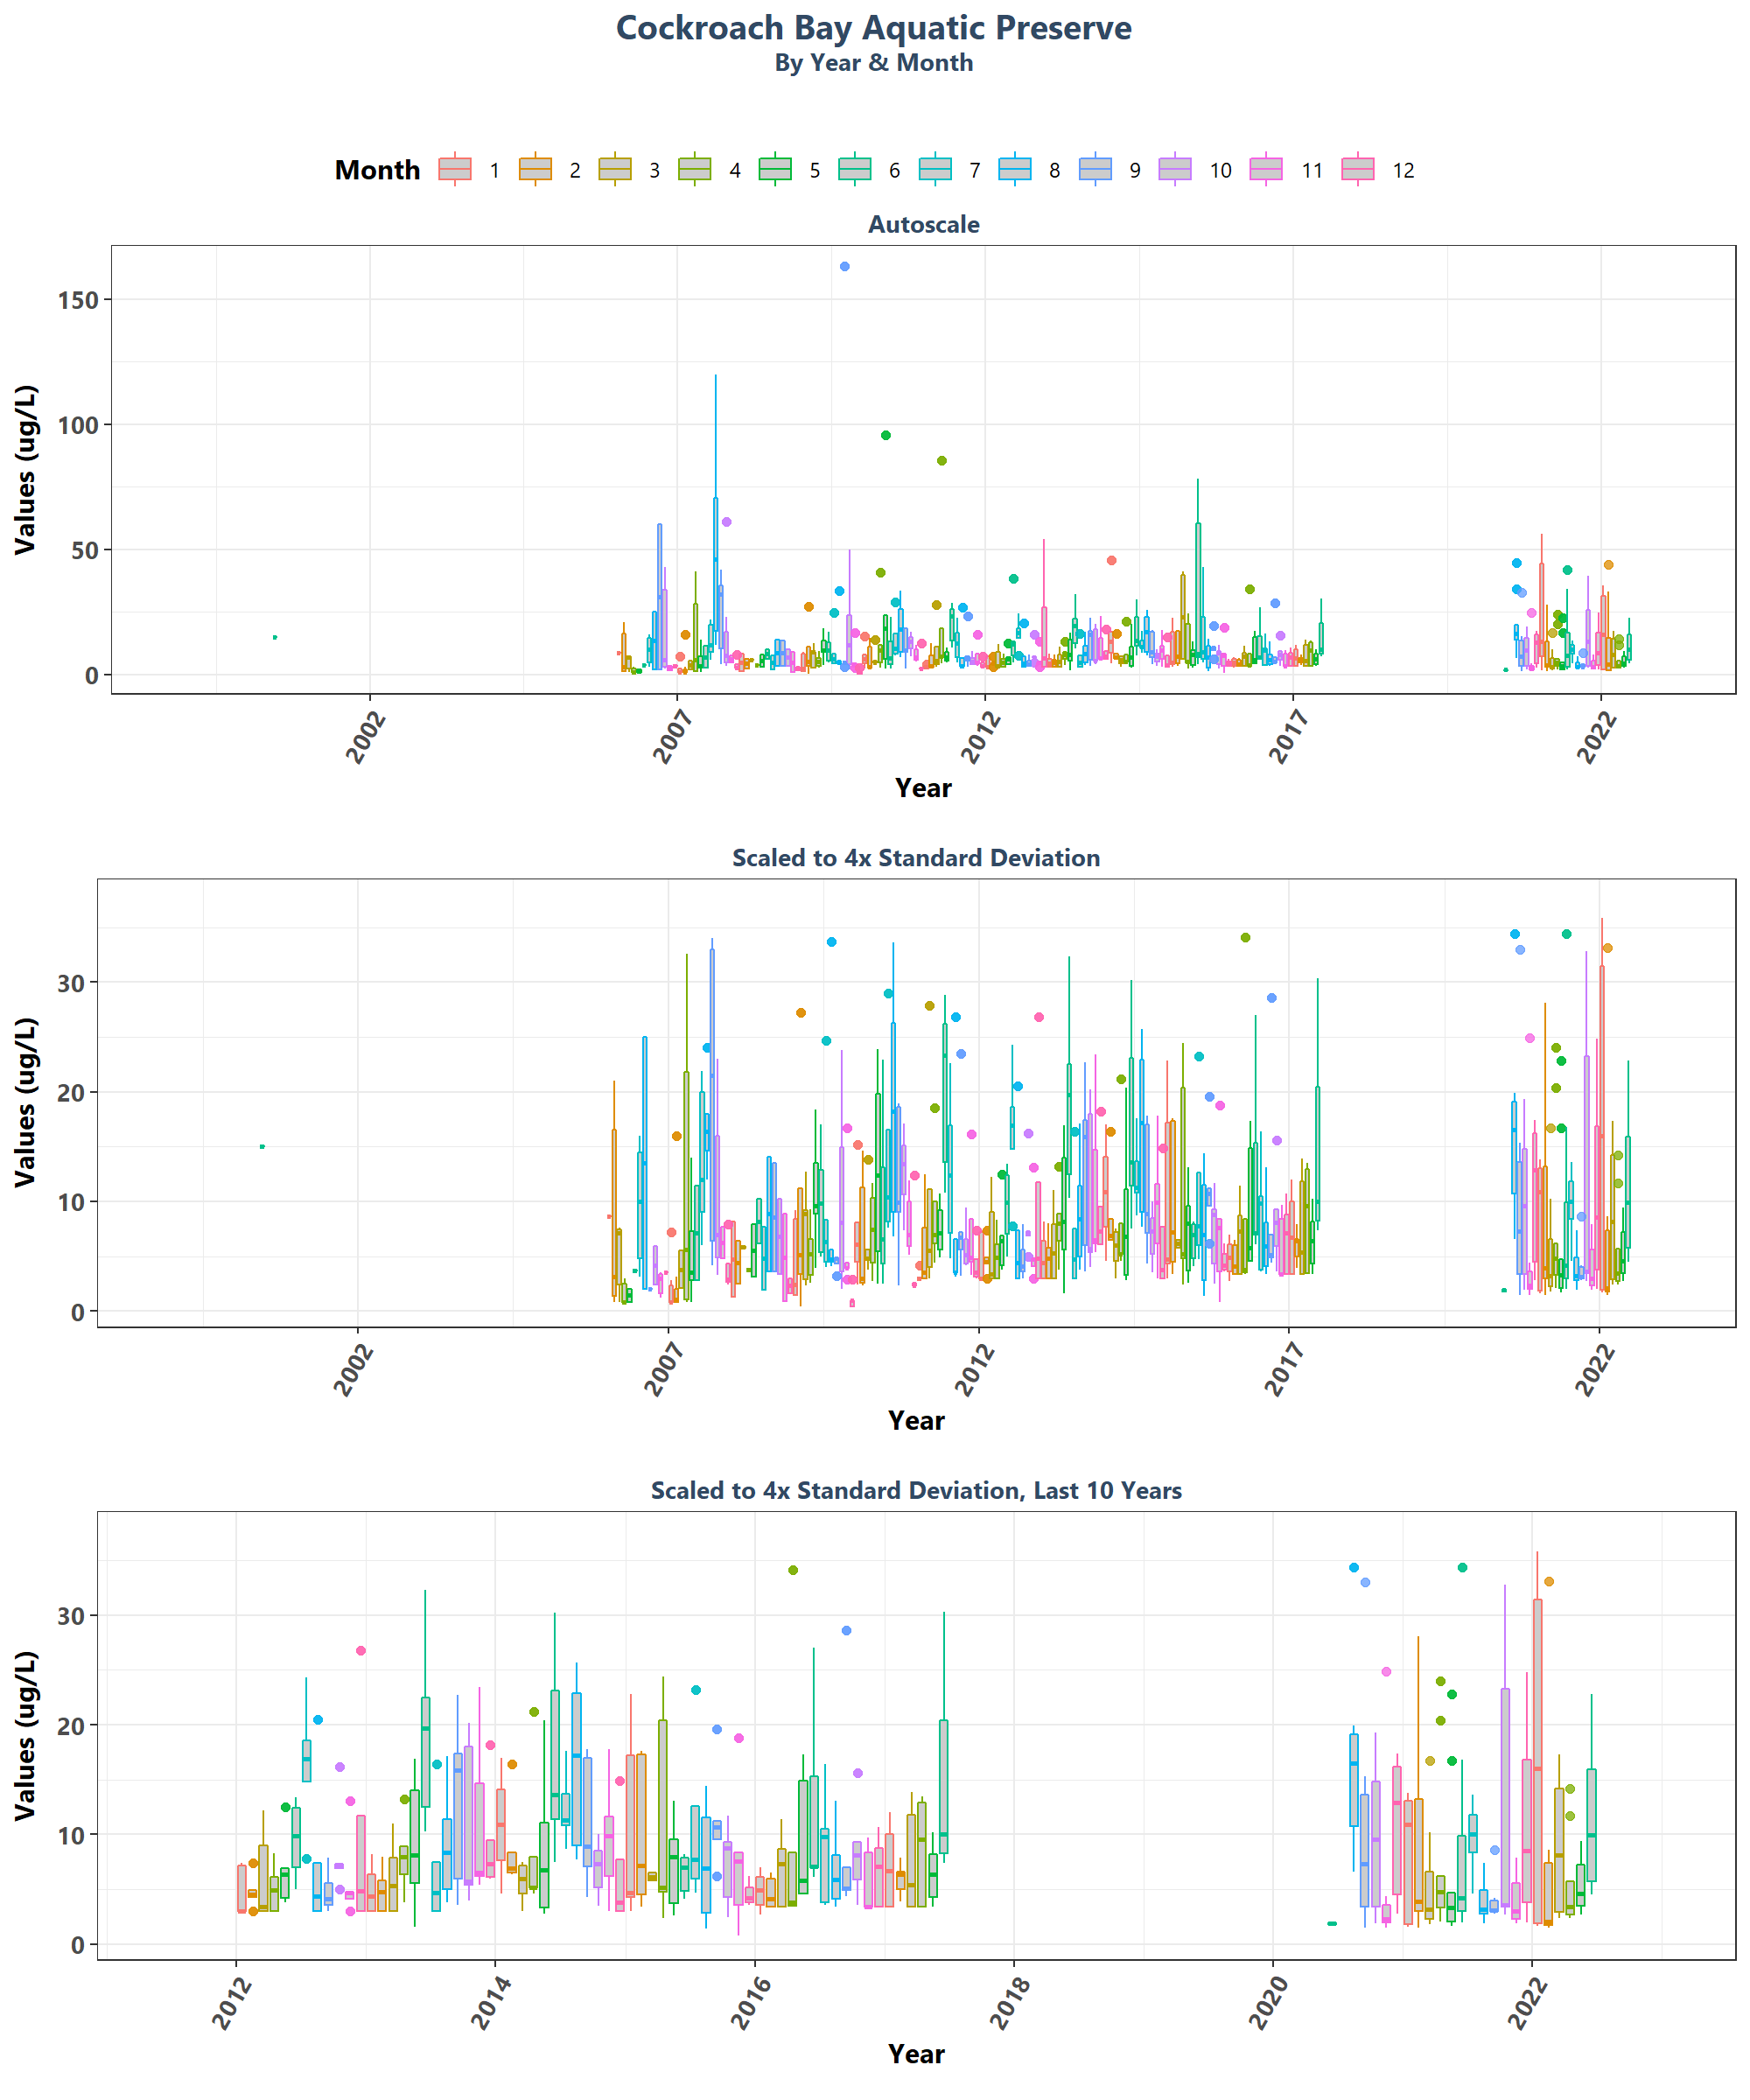 Cockroach Bay Aquatic Preserve
By Year & Month
Month 1 2 3 4 5 6 7 8 9 10 11 12
Autoscale
Values (ug/L)
150
100
50
0
2002 2007 2012 2017 2022
Year
Scaled to 4x Standard Deviation
Values (ug/L)
30
20
10
0
2002 2007 2012 2017 2022
Year
Scaled to 4x Standard Deviation, Last 10 Years
Values (ug/L)
30
20
10
0
2012 2014 2016 2018 2020 2022
Year